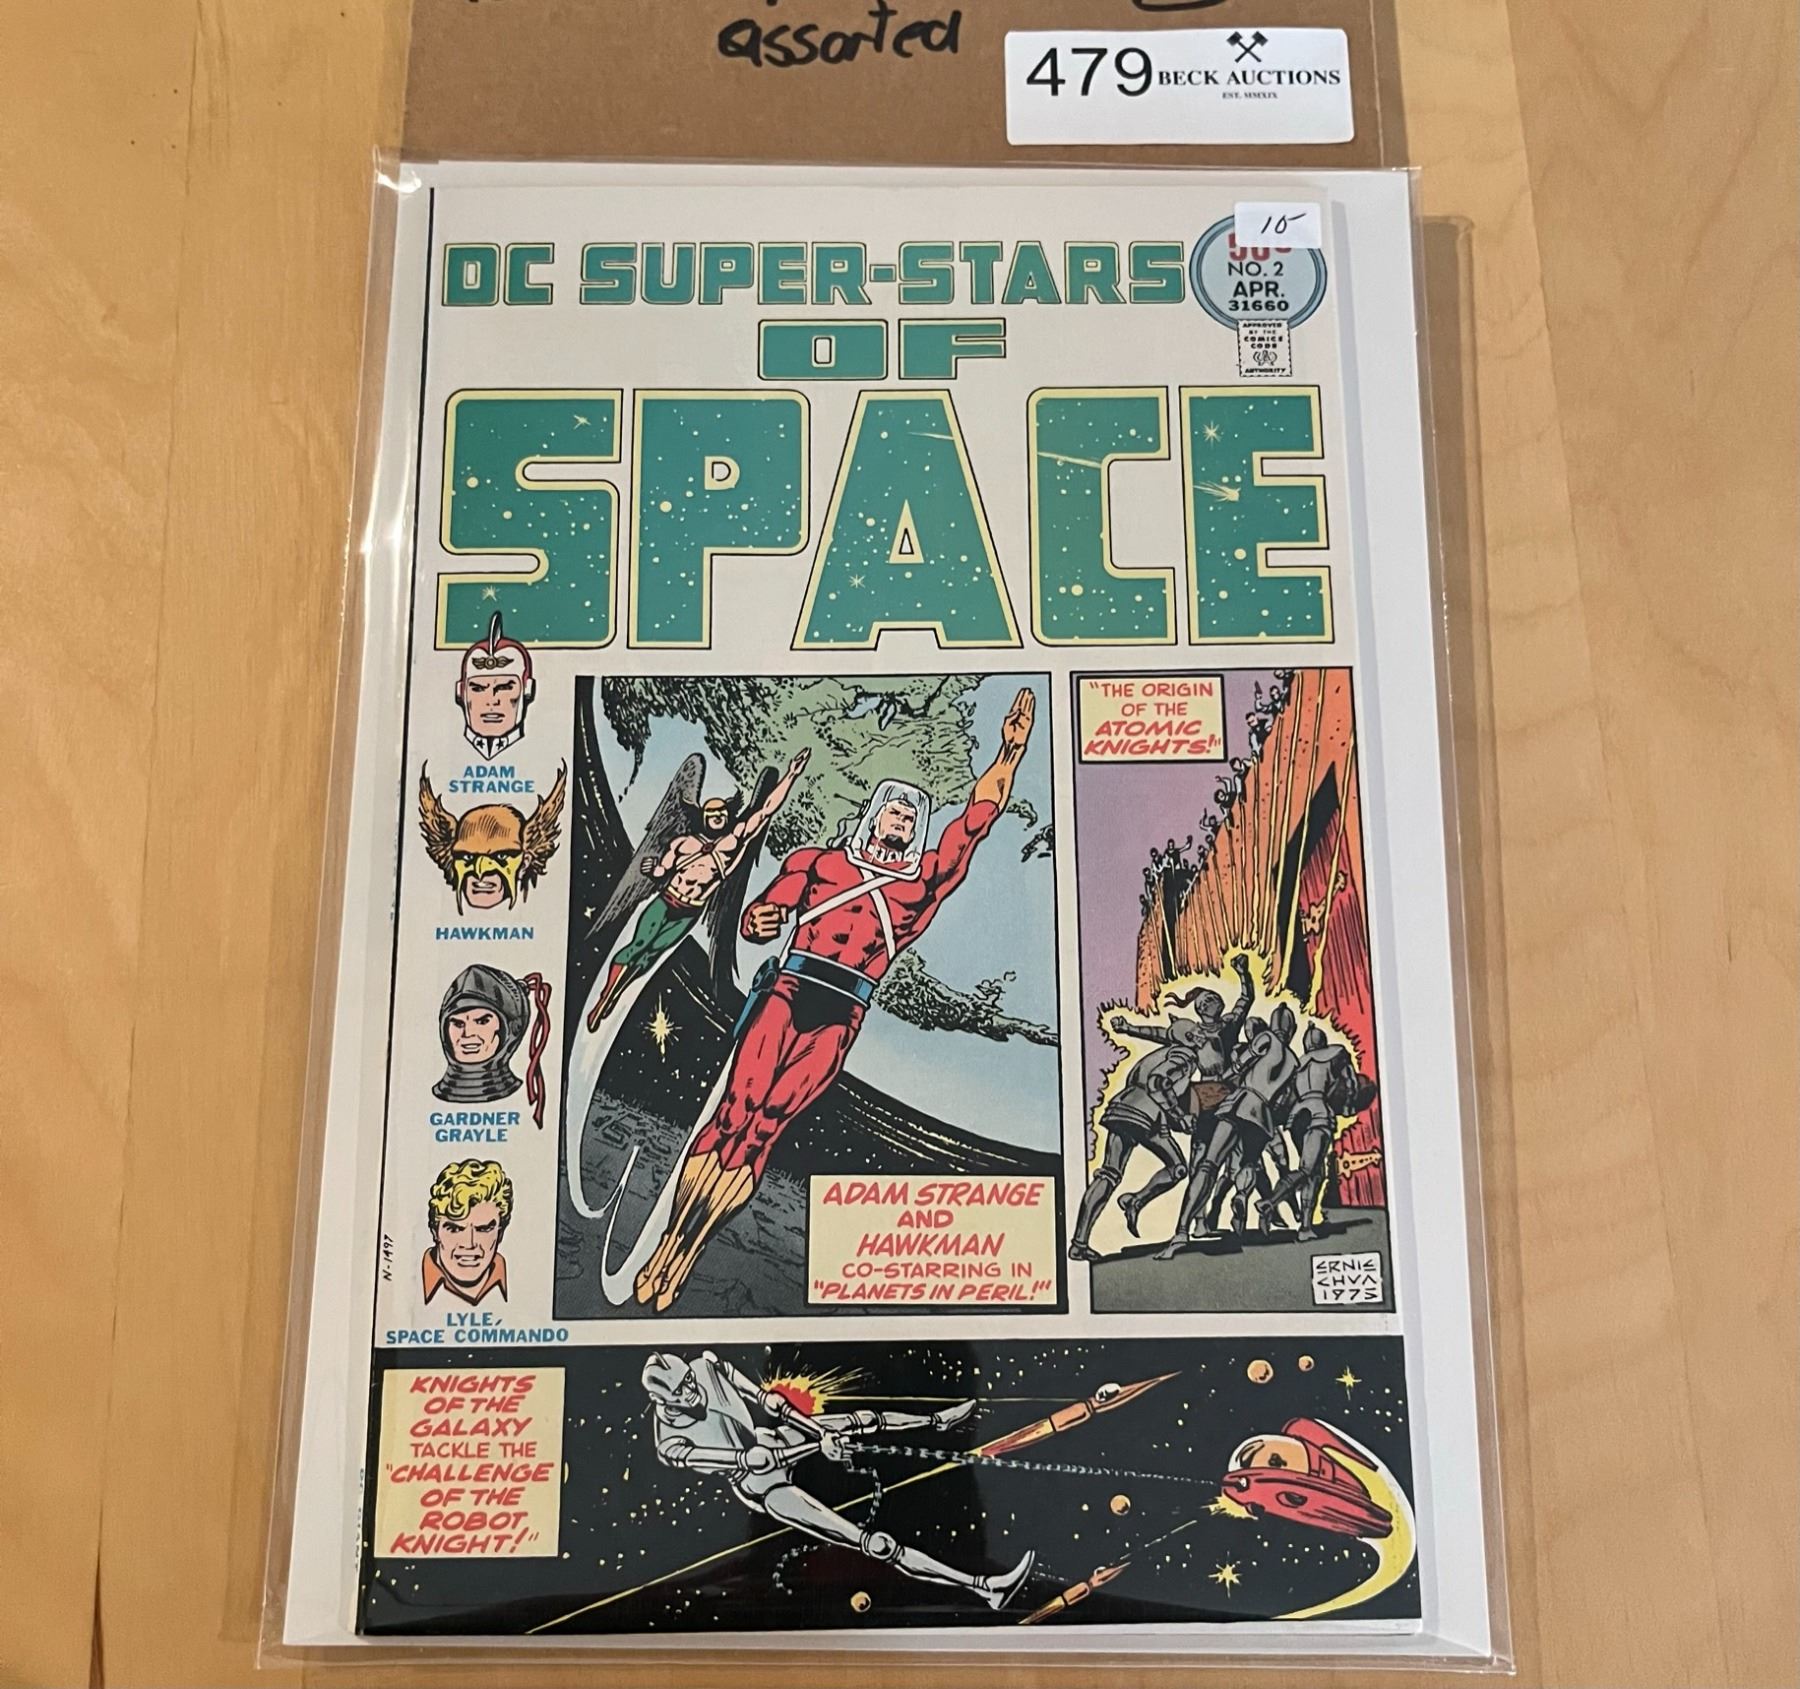 assorted
479 BECK AUCTIONS
EST. MMXIX
15
DC SUPER-STARS
NO. 2
APR.
31660
OF
APPROVED
BY THE
COMICS
CODE
AUTHORITY
SPACE
ADAM
STRANGE
HAWKMAN
GARDNER
GRAYLE
LYLE,
SPACE COMMANDO
N-1497
"THE ORIGIN
OF THE
ATOMIC
KNIGHTS!"
ADAM STRANGE
AND
HAWKMAN
CO-STARRING IN
"PLANETS IN PERIL!"
ERNIE
CHUA
1975
KNIGHTS
OF THE
GALAXY
TACKLE THE
"CHALLENGE
OF THE
ROBOT
KNIGHT!"